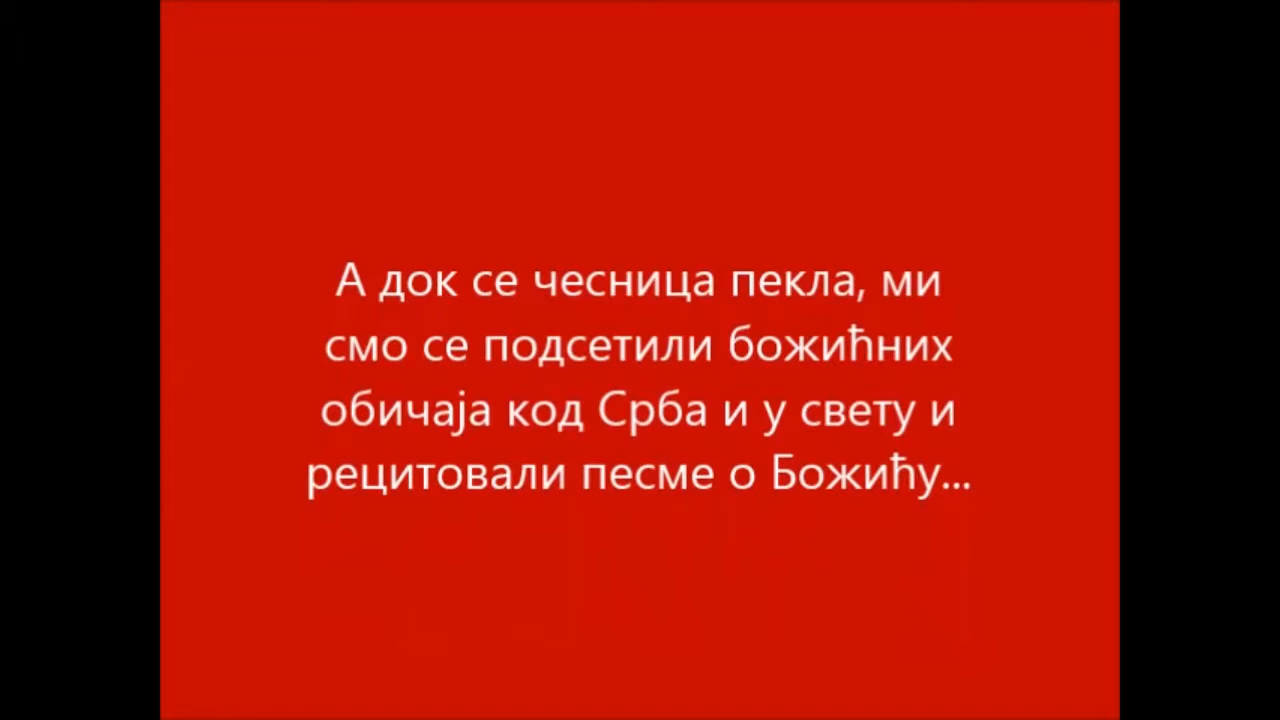 А док се чесница пекла, ми
смо се подсетили божићних
обичаја код Срба и у свету и
рецитовали песме о Божићу...